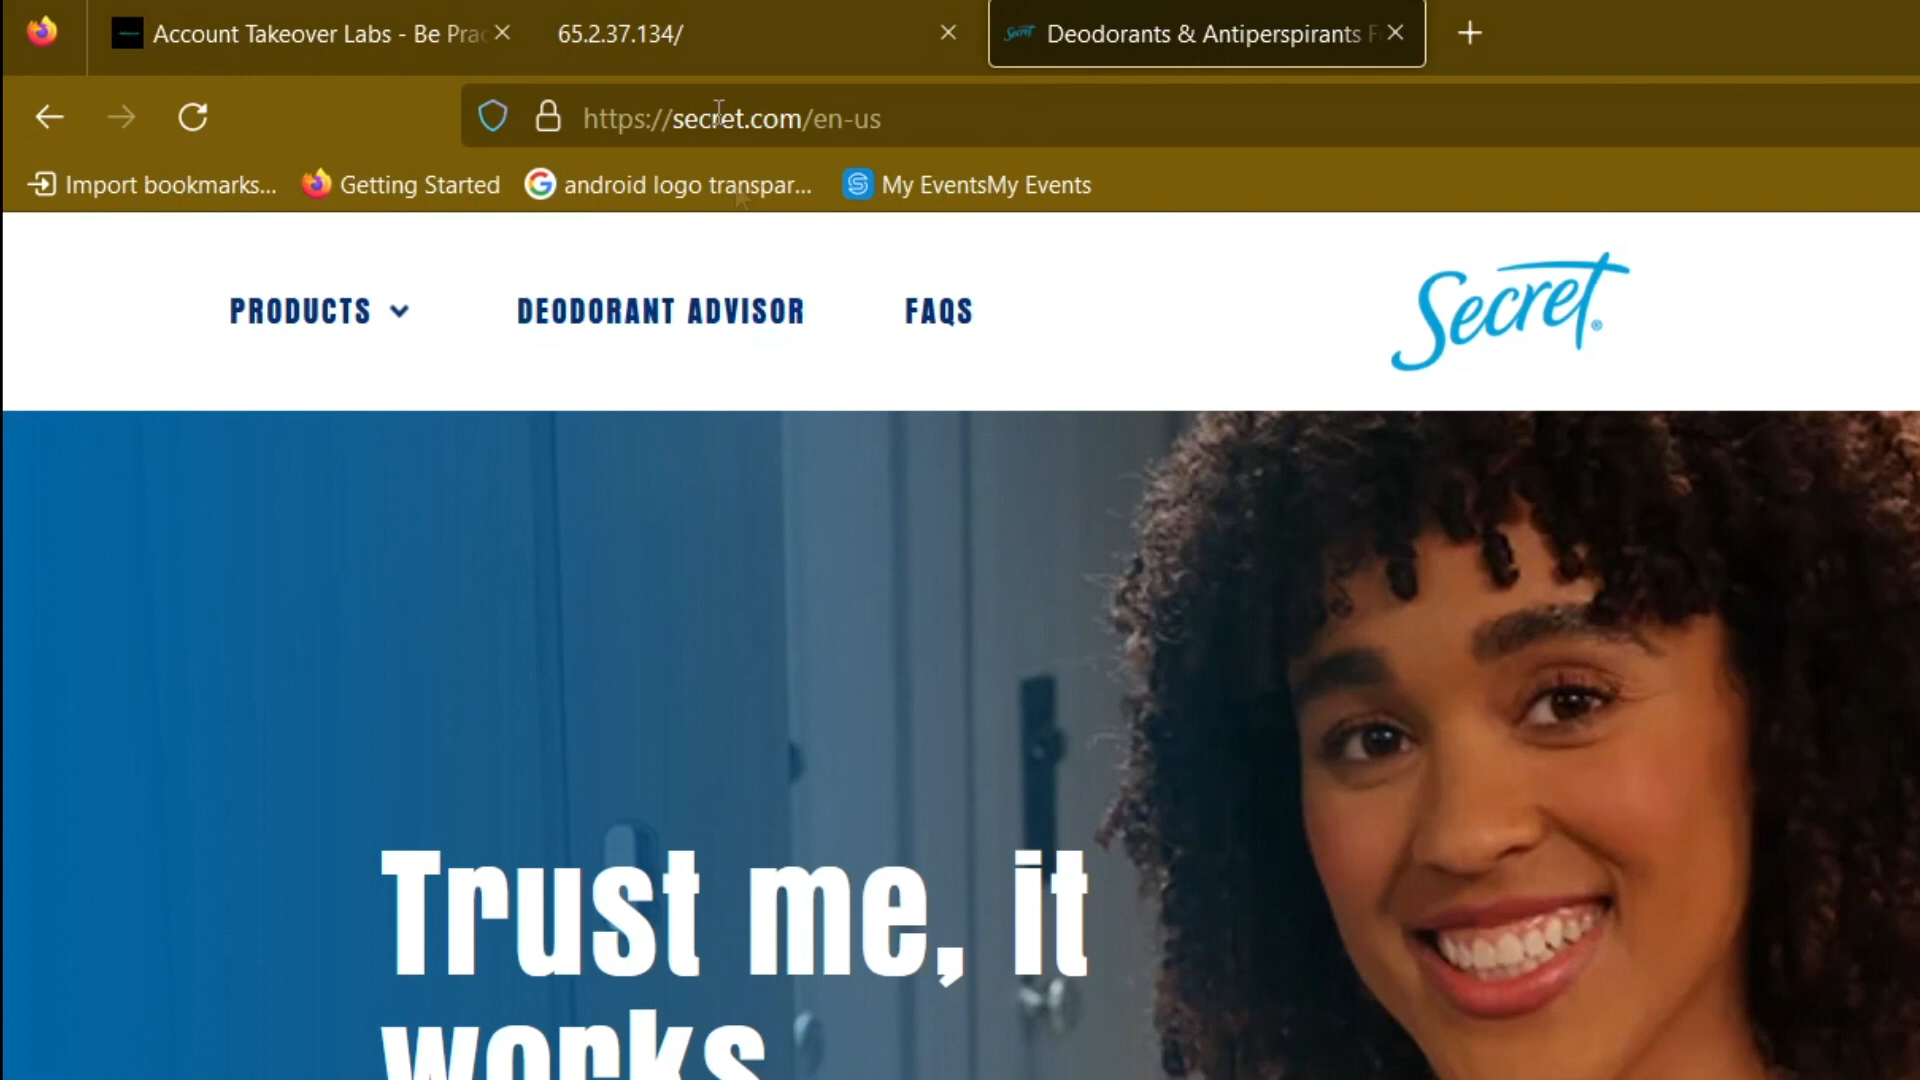 Account Takeover Labs - Be Prac
65.2.37.134/
Secret
Deodorants & Antiperspirants F
https://secret.com/en-us
Import bookmarks...
Getting Started
android logo transpar...
My EventsMy Events
PRODUCTS
DEODORANT ADVISOR
FAQS
Secret®
Trust me, it
works